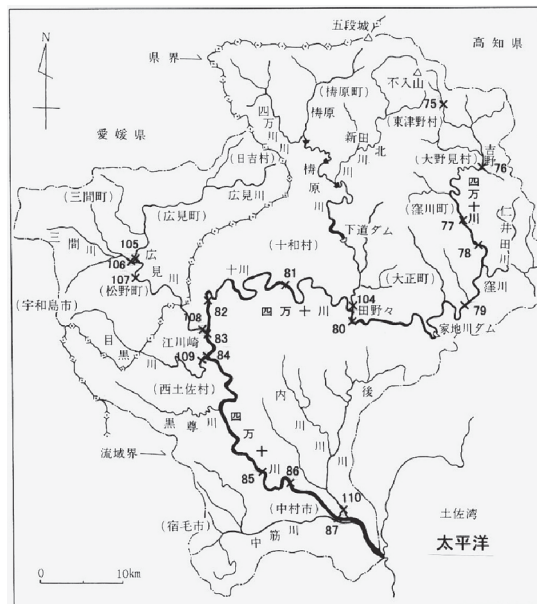 五段城
N
高知県
県界
不入山
(梼原町)
四万川川
梼原
75
(東津野村)
愛媛県
新田
北川
(日吉村)
(大野見村)
吉野
76
梼原川
四万十川
(三間町)
(広見町)
広見川
(窪川町)
77
仁井田川
三間川
105
下道ダム
106
広見川
(十和村)
78
107
十川
81
(大正町)
窪川
(松野町)
104
(宇和島市)
82
四万十川
田野々
79
108
80
江川崎
83
家地川ダム
目黒川
109
84
(西土佐村)
内川川
後川
黒尊川
四万十川
流域界
85
86
110
(中村市)
土佐湾
(宿毛市)
87
中筋川
太平洋
0
10km